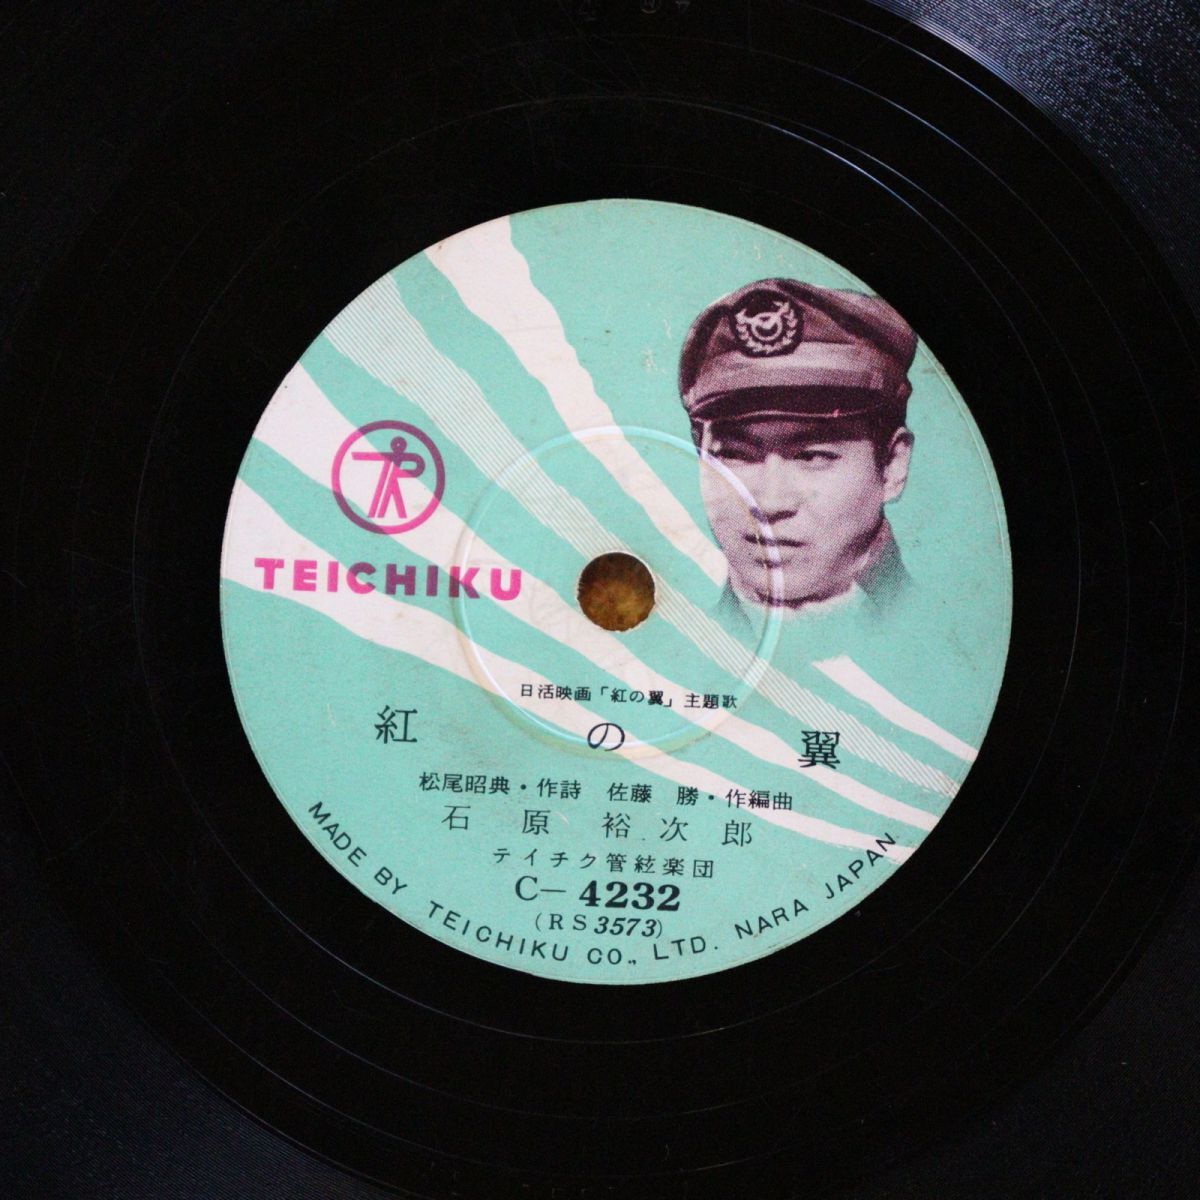 TEICHIKU
日活映画「紅の翼」主題歌
紅の翼
松尾昭典・作詩 佐藤 勝・作編曲
石原裕次郎
テイチク管絃楽団
C-4232
(RS3573)
MADE BY TEICHIKU CO., LTD. NARA JAPAN